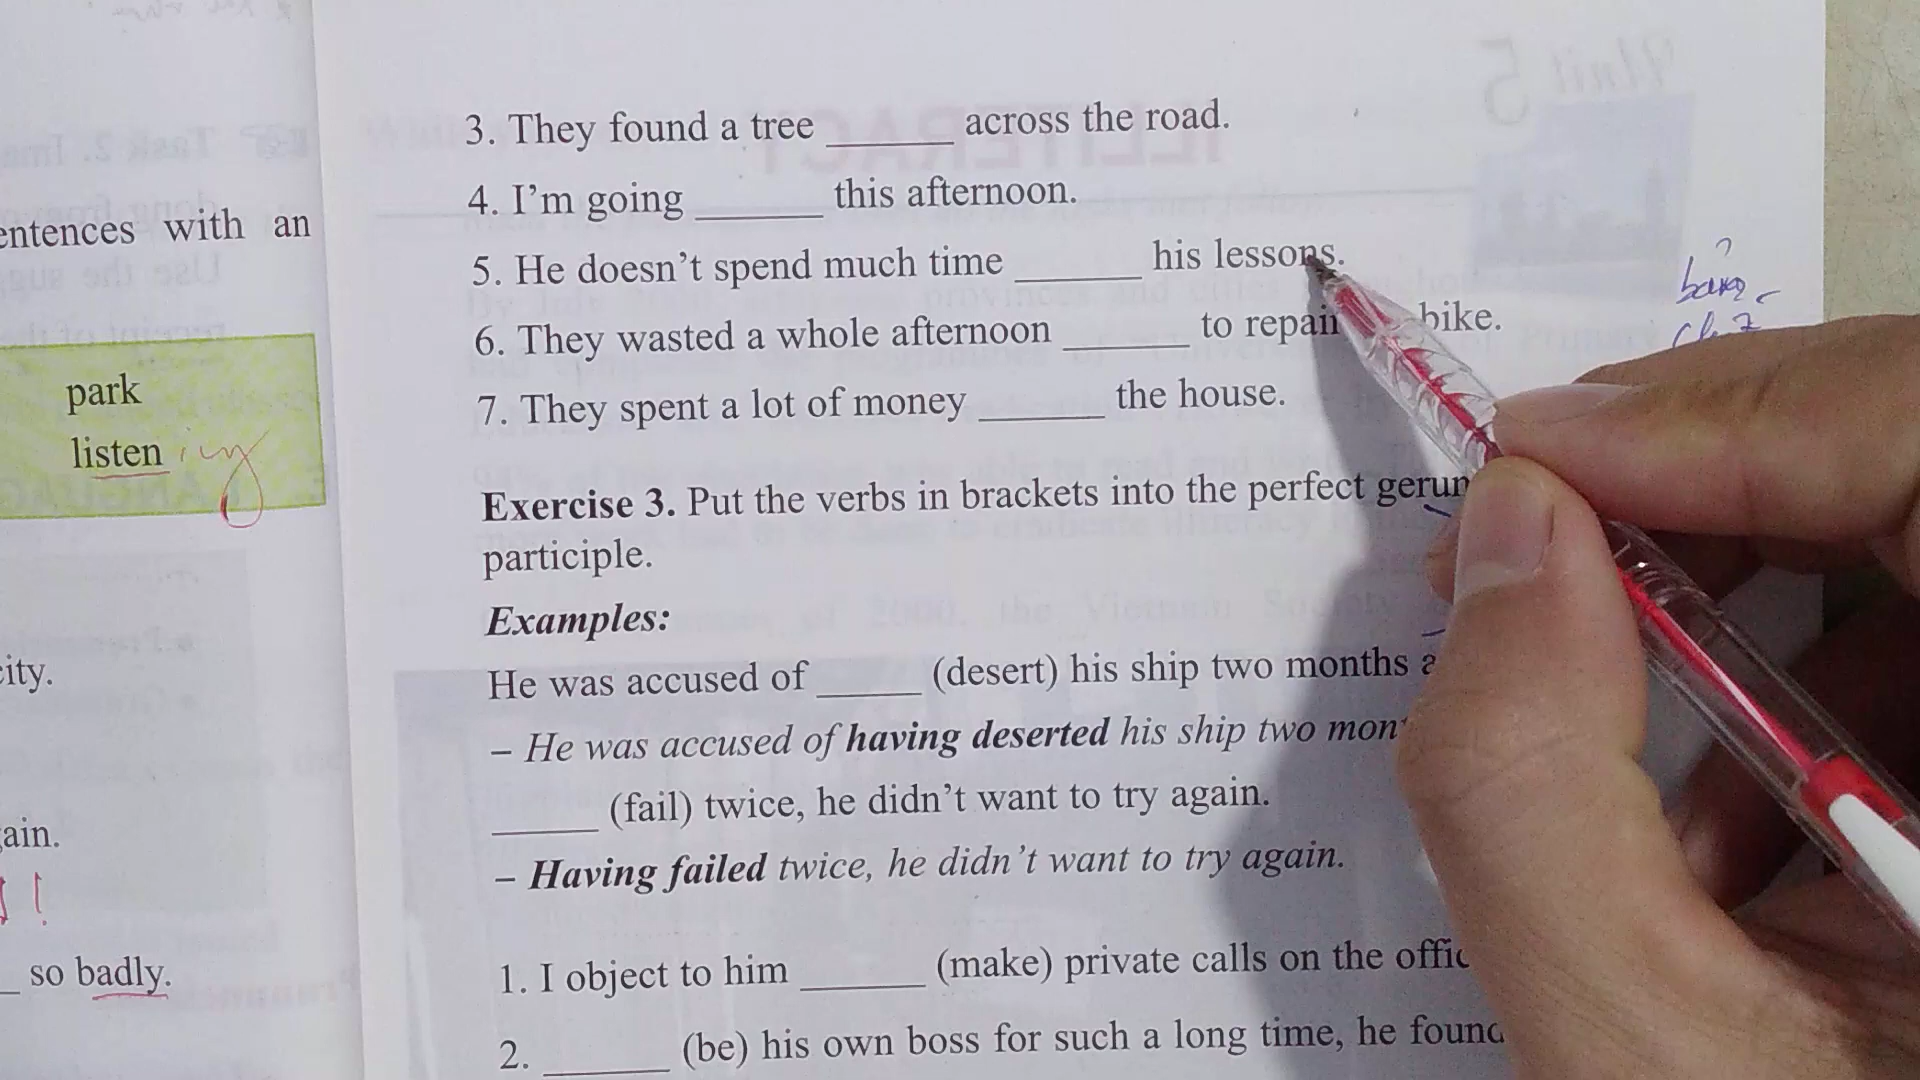 entences with an
park
listen ing
city.
ain.
so badly.
3. They found a tree ______ across the road.
4. I'm going ______ this afternoon.
5. He doesn't spend much time ______ his lessons.
6. They wasted a whole afternoon ______ to repair bike.
7. They spent a lot of money ______ the house.
Exercise 3. Put the verbs in brackets into the perfect gerun
participle.
Examples:
He was accused of _____ (desert) his ship two months a
– He was accused of having deserted his ship two mon
_____ (fail) twice, he didn't want to try again.
– Having failed twice, he didn't want to try again.
1. I object to him ______ (make) private calls on the offic
2. ______ (be) his own boss for such a long time, he found